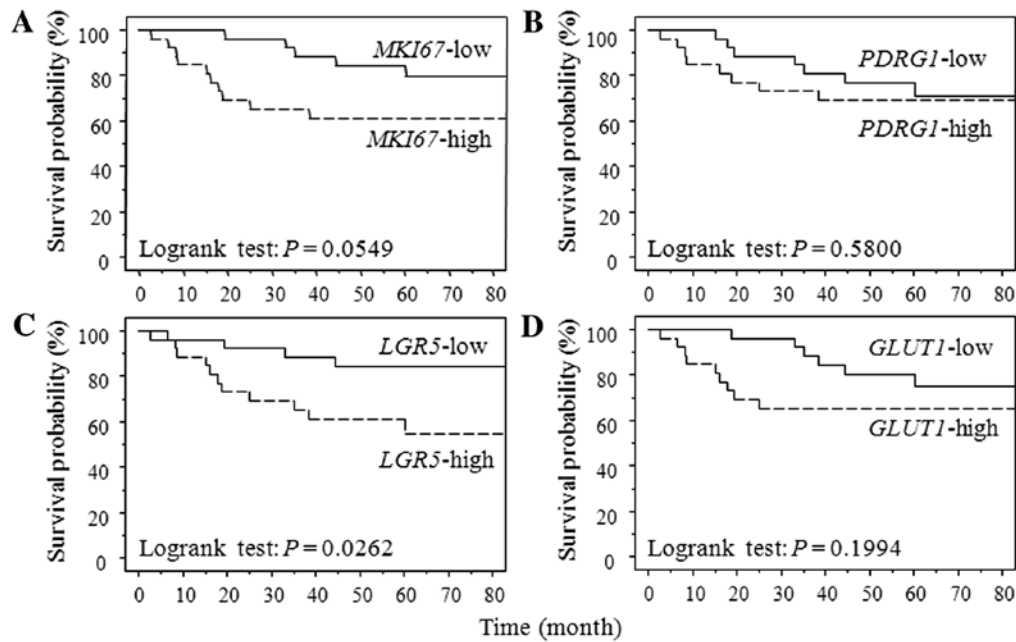 A
Survival probability (%)
100
80
60
40
20
0
MKI67-low
MKI67-high
Logrank test: P = 0.0549
0 10 20 30 40 50 60 70 80
B
Survival probability (%)
100
80
60
40
20
0
PDRG1-low
PDRG1-high
Logrank test: P = 0.5800
0 10 20 30 40 50 60 70 80
C
Survival probability (%)
100
80
60
40
20
0
LGR5-low
LGR5-high
Logrank test: P = 0.0262
0 10 20 30 40 50 60 70 80
D
Survival probability (%)
100
80
60
40
20
0
GLUT1-low
GLUT1-high
Logrank test: P = 0.1994
0 10 20 30 40 50 60 70 80
Time (month)